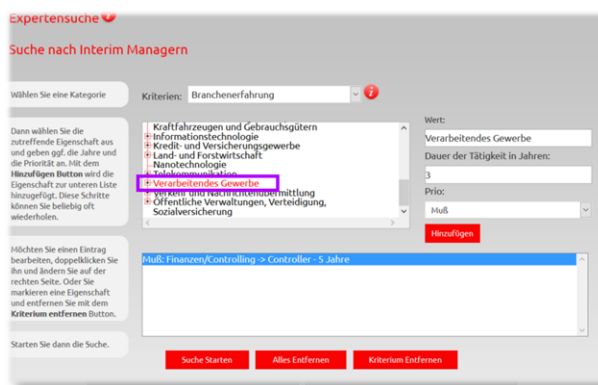 Expertensuche
Suche nach Interim Managern
Wählen Sie eine Kategorie
Kriterien: Branchenerfahrung
Dann wählen Sie die
zutreffende Eigenschaft aus
und geben ggf. die Jahre und
die Priorität an. Mit dem
Hinzufügen Button wird die
Eigenschaft zur unteren Liste
hinzugefügt. Diese Schritte
können Sie beliebig oft
wiederholen.
Kraftfahrzeugen und Gebrauchsgütern
Informationstechnologie
Kredit- und Versicherungsgewerbe
Land- und Forstwirtschaft
Nanotechnologie
Telekommunikation
Verarbeitendes Gewerbe
Verkehr und Nachrichtenübermittlung
Öffentliche Verwaltungen, Verteidigung,
Sozialversicherung
Wert:
Verarbeitendes Gewerbe
Dauer der Tätigkeit in Jahren:
3
Prio:
Muß
Hinzufügen
Möchten Sie einen Eintrag
bearbeiten, doppelklicken Sie
ihn und ändern Sie auf der
rechten Seite. Oder Sie
markieren eine Eigenschaft
und entfernen Sie mit dem
Kriterium entfernen Button.
Muß: Finanzen/Controlling -> Controller - 5 Jahre
Starten Sie dann die Suche.
Suche Starten
Alles Entfernen
Kriterium Entfernen